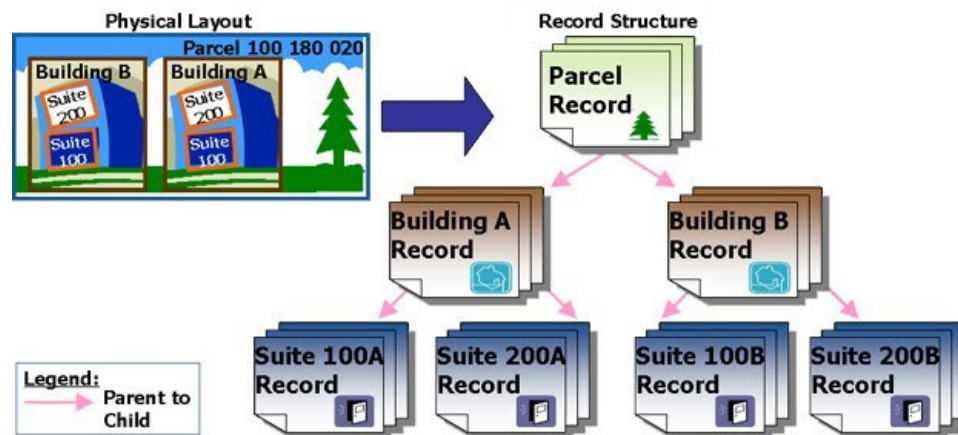 Physical Layout
Record Structure
Parcel 100 180 020
Building B
Building A
Suite
200
Suite
100
Suite
200
Suite
100
Parcel
Record
Building A
Record
Building B
Record
Suite 100A
Record
Suite 200A
Record
Suite 100B
Record
Suite 200B
Record
Legend:
Parent to
Child